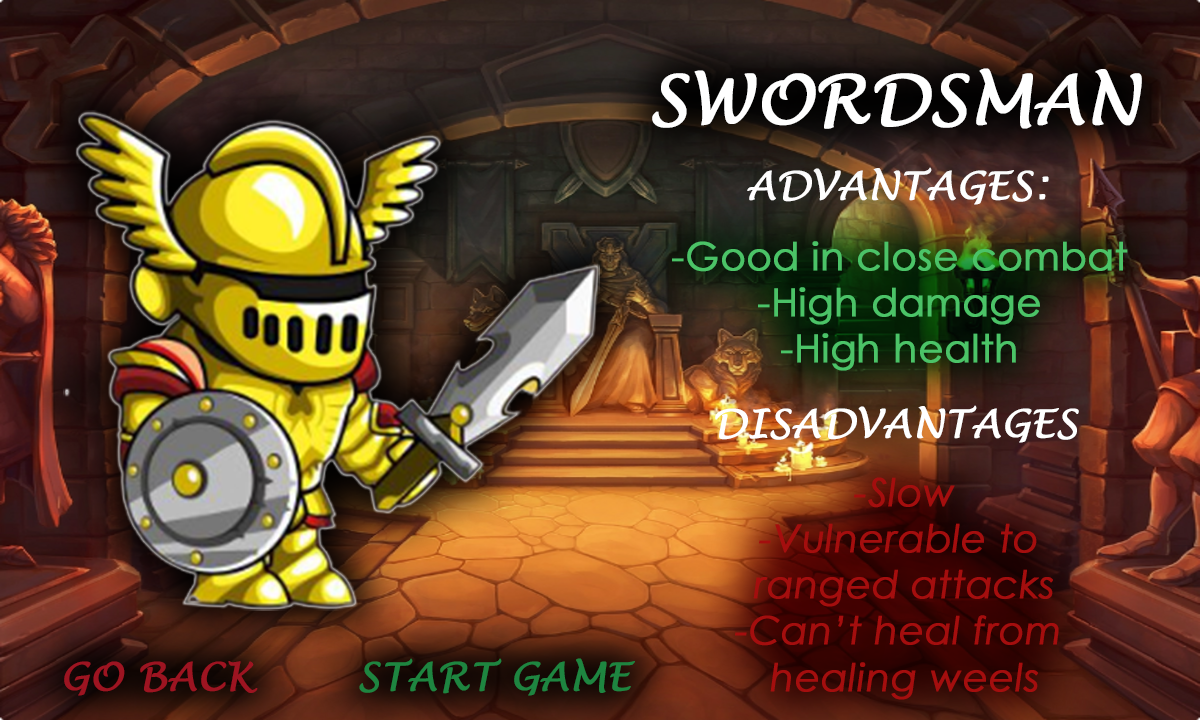 SWORDSMAN
ADVANTAGES:
-Good in close combat
-High damage
-High health
DISADVANTAGES
-Slow
-Vulnerable to
ranged attacks
-Can't heal from
healing weels
GO BACK
START GAME